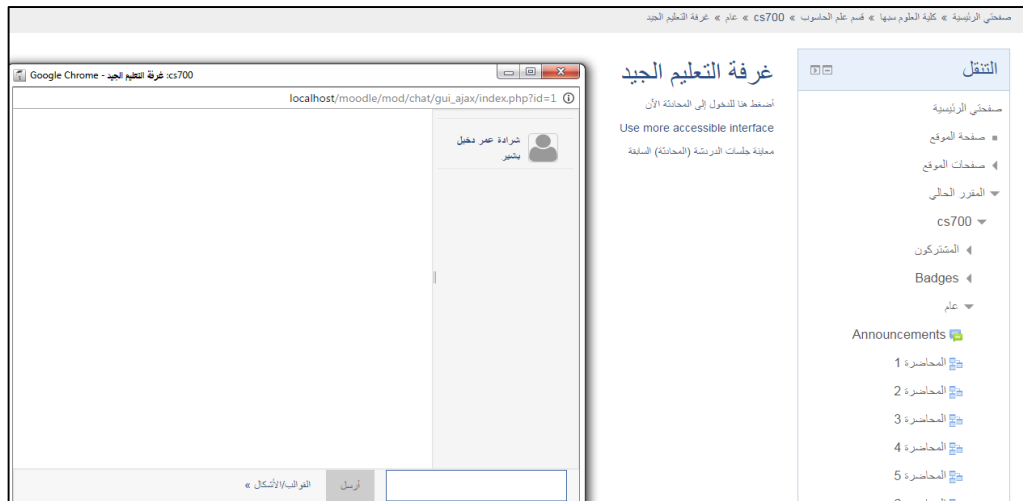 صفحتي الرئيسية » كلية العلوم سبها » قسم علم الحاسوب » cs700 » عام » غرفة التعليم الجيد
التنقل
صفحتي الرئيسية
صفحة الموقع
صفحات الموقع
المقرر الحالي
cs700
المشتركون
Badges
عام
Announcements
المحاضرة 1
المحاضرة 2
المحاضرة 3
المحاضرة 4
المحاضرة 5
غرفة التعليم الجيد
أضغط هنا للدخول إلى المحادثة الآن
Use more accessible interface
معاينة جلسات الدردشة (المحادثة) السابقة
cs700: غرفة التعليم الجيد - Google Chrome
localhost/moodle/mod/chat/gui_ajax/index.php?id=1
شرادة عمر دخيل
بشير
أرسل
القوالب/الأشكال »